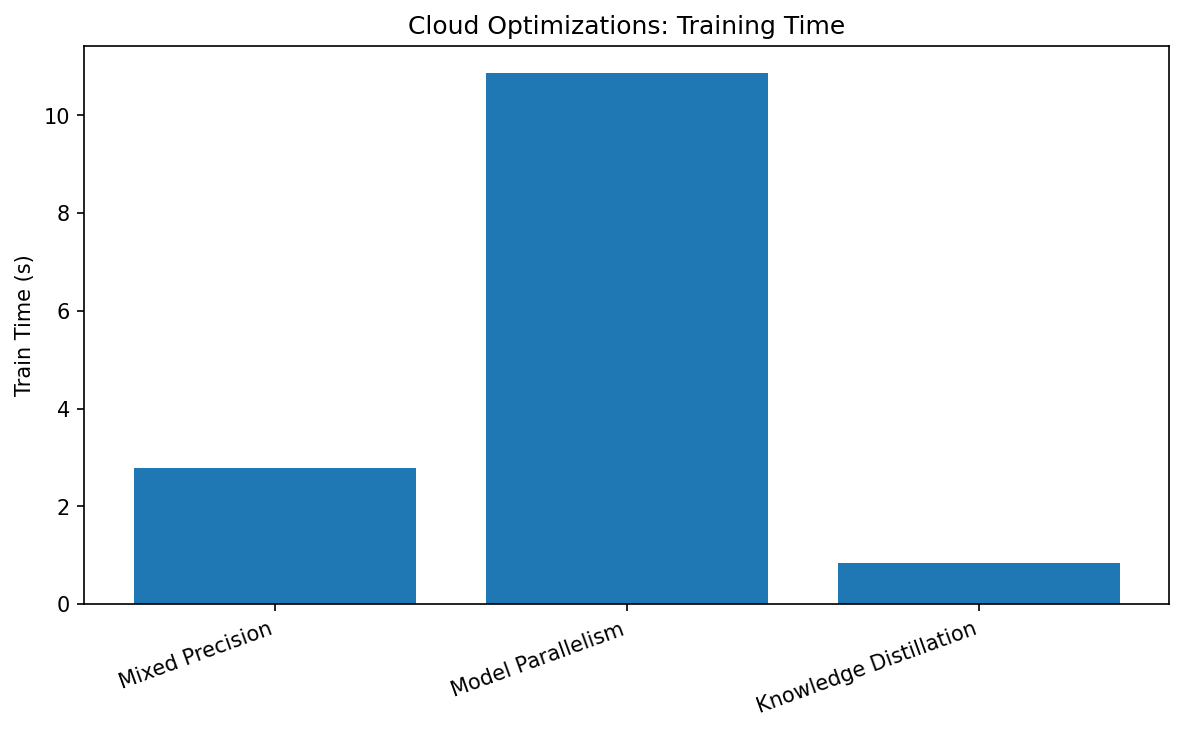 Cloud Optimizations: Training Time
Train Time (s)
10
8
6
4
2
0
Mixed Precision
Model Parallelism
Knowledge Distillation